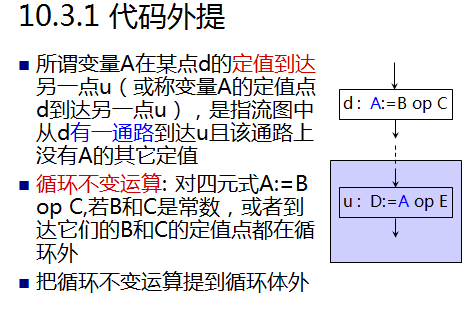 10.3.1 代码外提
所谓变量A在某点d的定值到达
另一点u（或称变量A的定值点
d到达另一点u），是指流图中
从d有一通路到达u且该通路上
没有A的其它定值
循环不变运算: 对四元式A:=B
op C,若B和C是常数，或者到
达它们的B和C的定值点都在循
环外
把循环不变运算提到循环体外
d：A:=B op C
u：D:=A op E